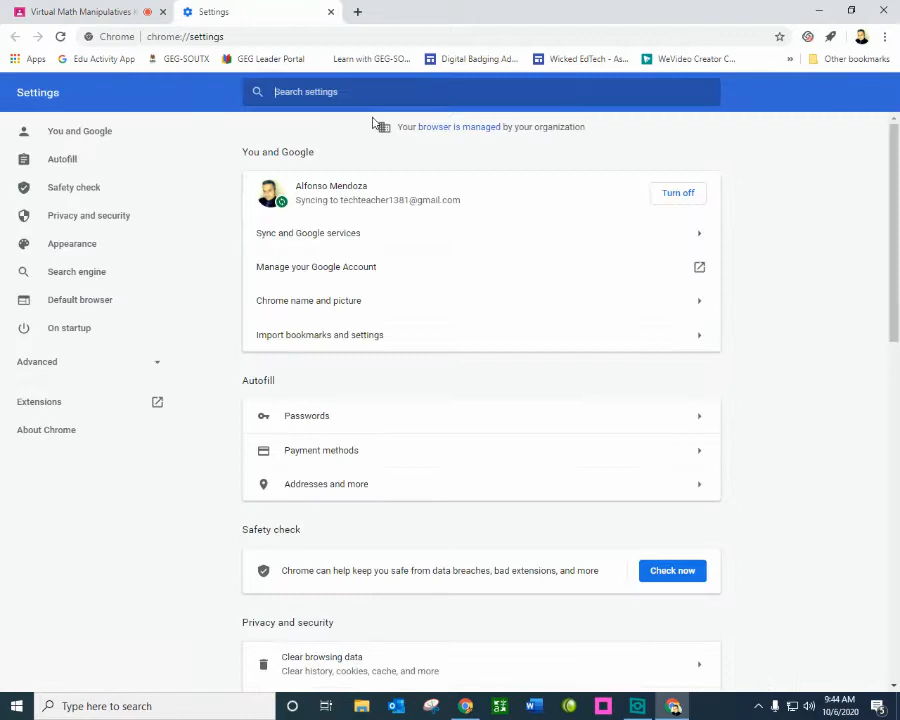 Virtual Math Manipulatives
Settings
Chrome
chrome://settings
Apps
Edu Activity App
GEG-SOUTX
GEG Leader Portal
Learn with GEG-SO...
Digital Badging Ad...
Wicked EdTech - As...
WeVideo Creator C...
»
Other bookmarks
Settings
Search settings
Your browser is managed by your organization
You and Google
Autofill
Safety check
Privacy and security
Appearance
Search engine
Default browser
On startup
Advanced
Extensions
About Chrome
You and Google
Alfonso Mendoza
Syncing to techteacher1381@gmail.com
Turn off
Sync and Google services
Manage your Google Account
Chrome name and picture
Import bookmarks and settings
Autofill
Passwords
Payment methods
Addresses and more
Safety check
Chrome can help keep you safe from data breaches, bad extensions, and more
Check now
Privacy and security
Clear browsing data
Clear history, cookies, cache, and more
Type here to search
9:44 AM
10/6/2020
5